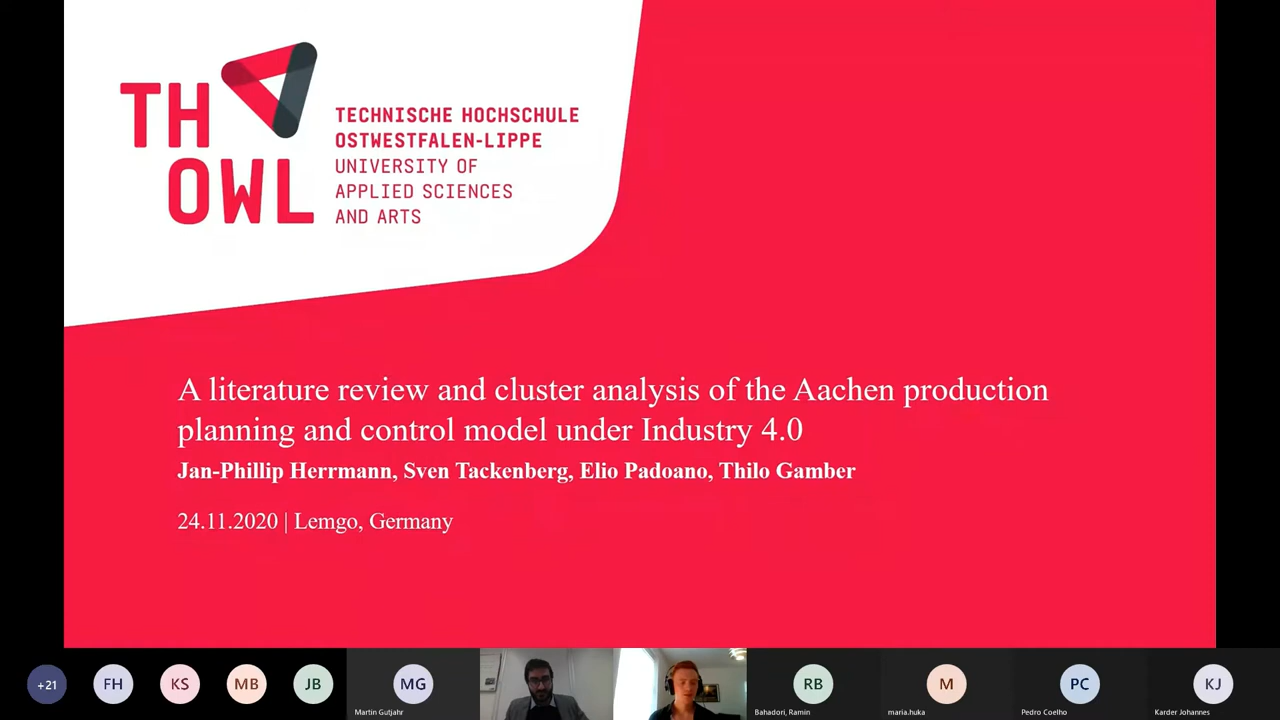 TH
OWL
TECHNISCHE HOCHSCHULE
OSTWESTFALEN-LIPPE
UNIVERSITY OF
APPLIED SCIENCES
AND ARTS
A literature review and cluster analysis of the Aachen production
planning and control model under Industry 4.0
Jan-Phillip Herrmann, Sven Tackenberg, Elio Padoano, Thilo Gamber
24.11.2020 | Lemgo, Germany
+21
FH
KS
MB
JB
MG
RB
M
PC
KJ
Martin Gutjahr
Bahadori, Ramin
maria.huka
Pedro Coelho
Karder Johannes